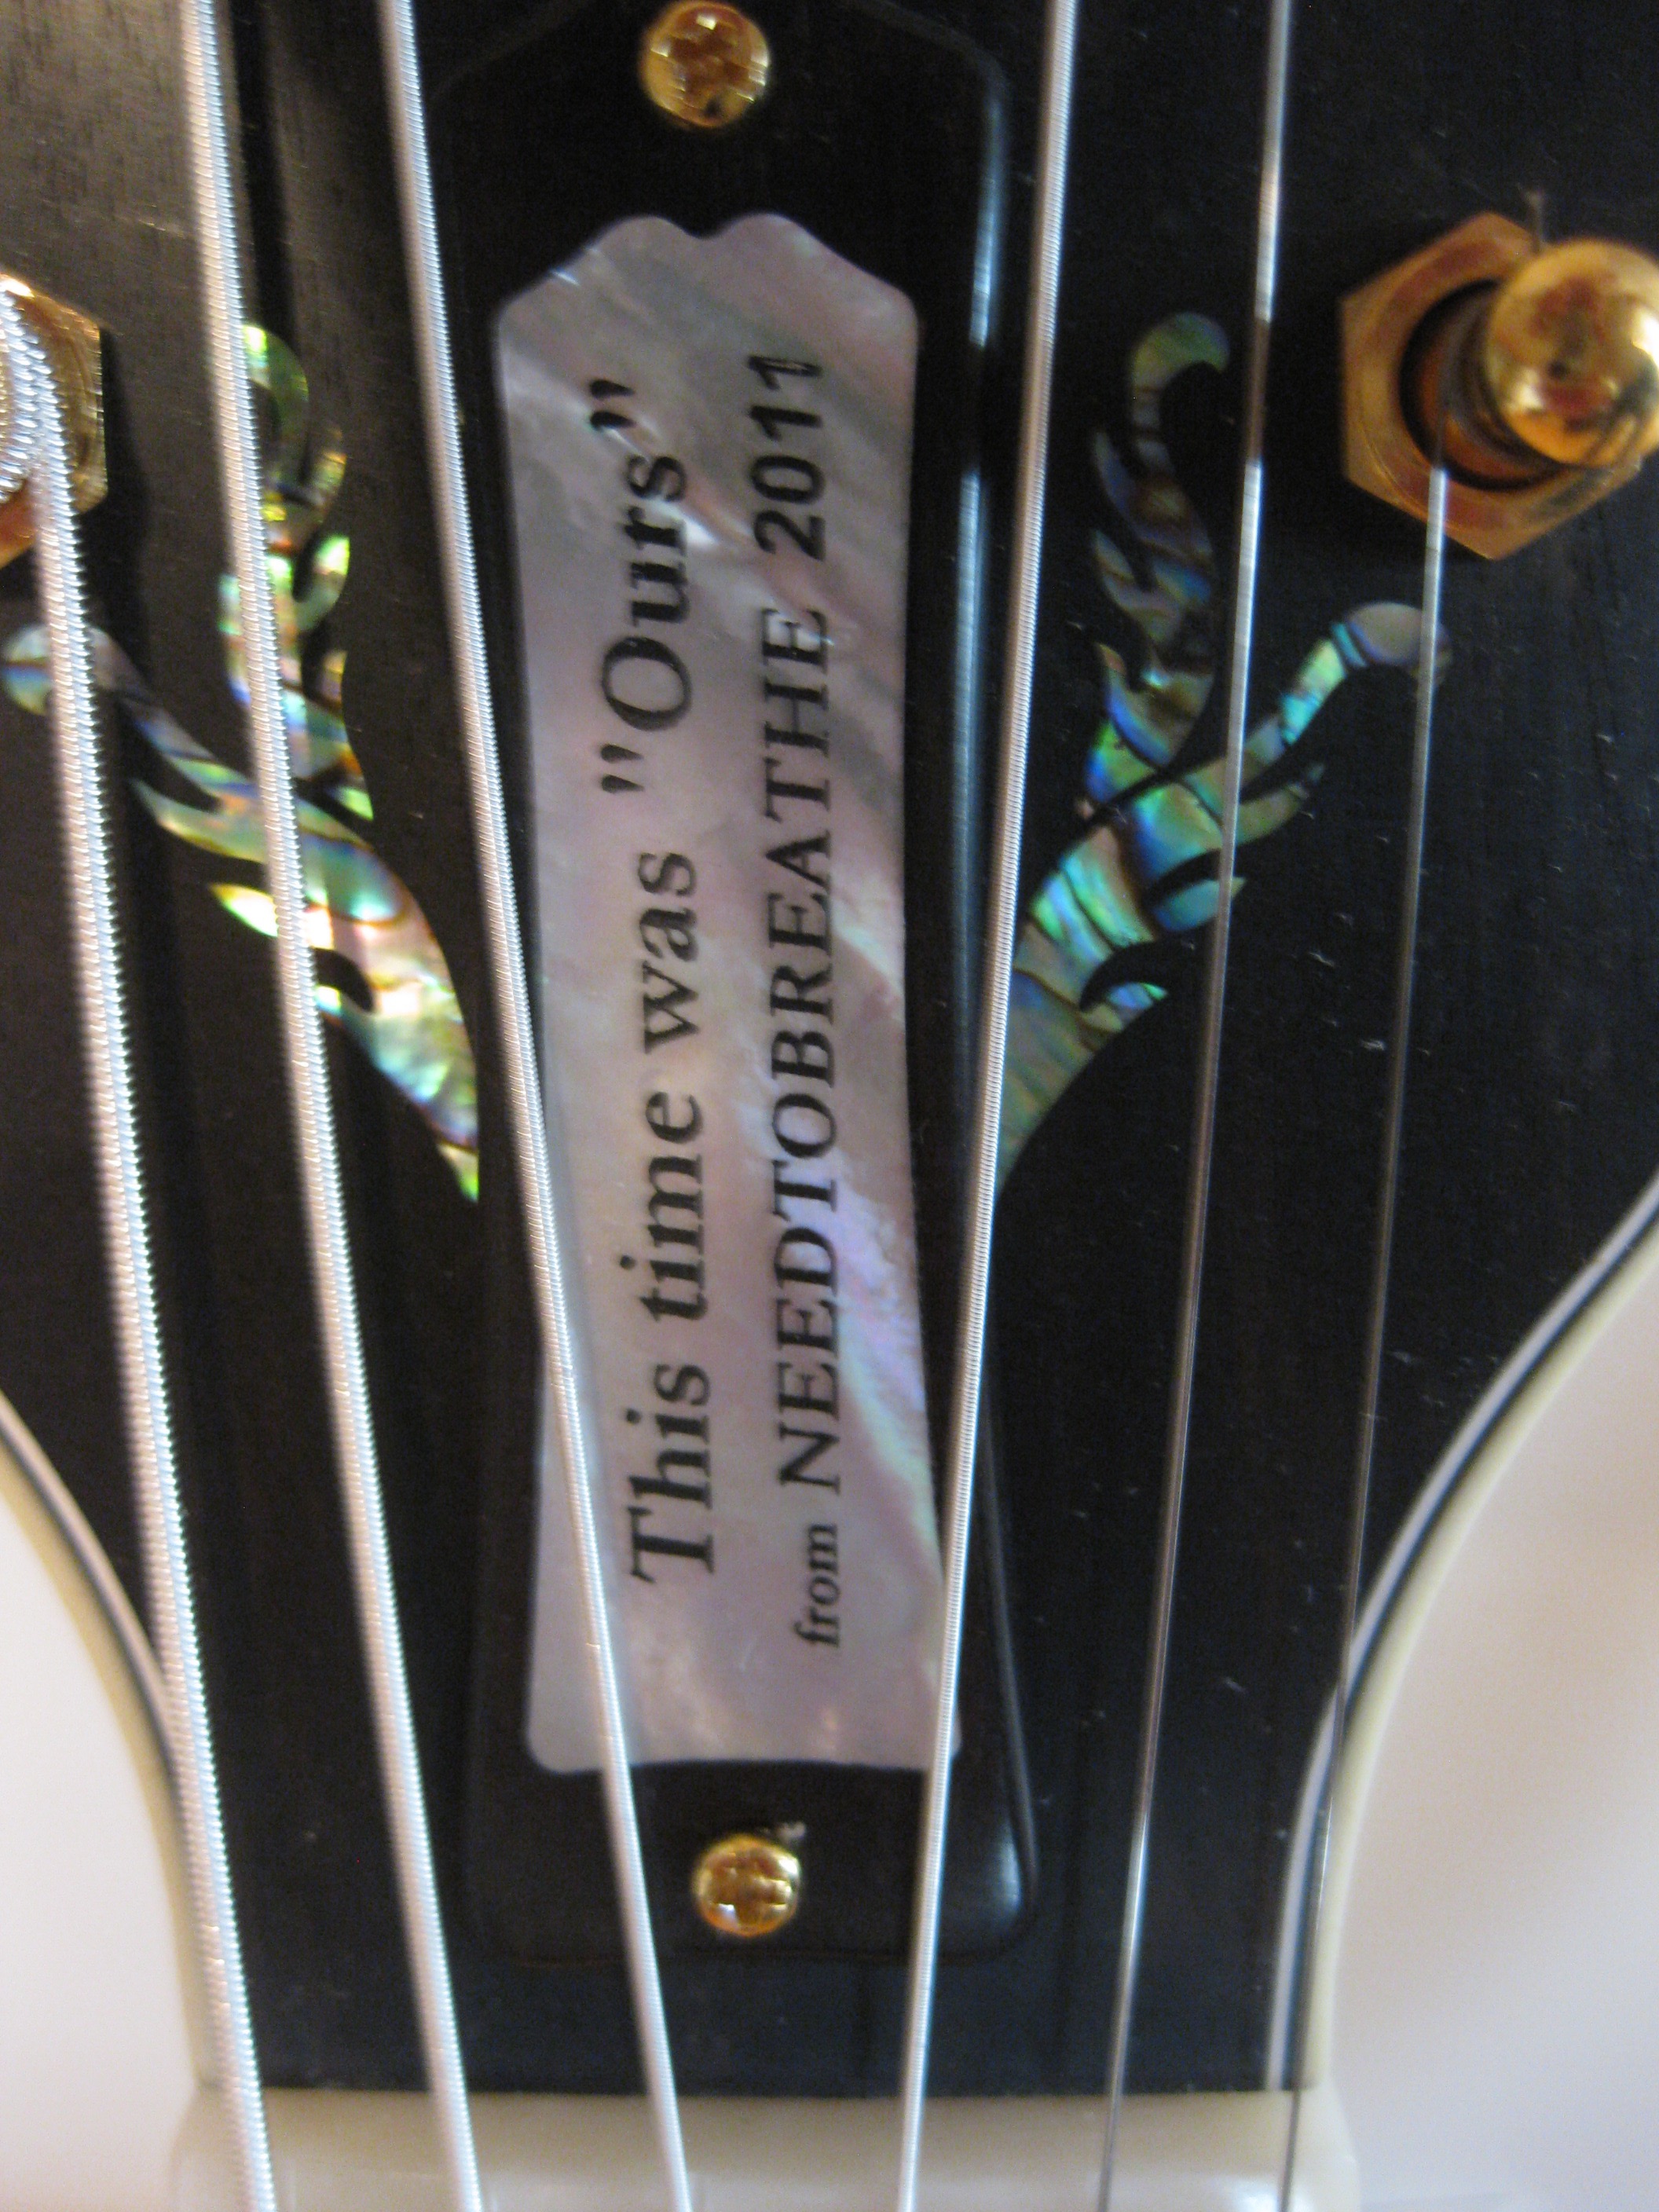 This time was "Ours"
from NEEDTOBREATHE 2011